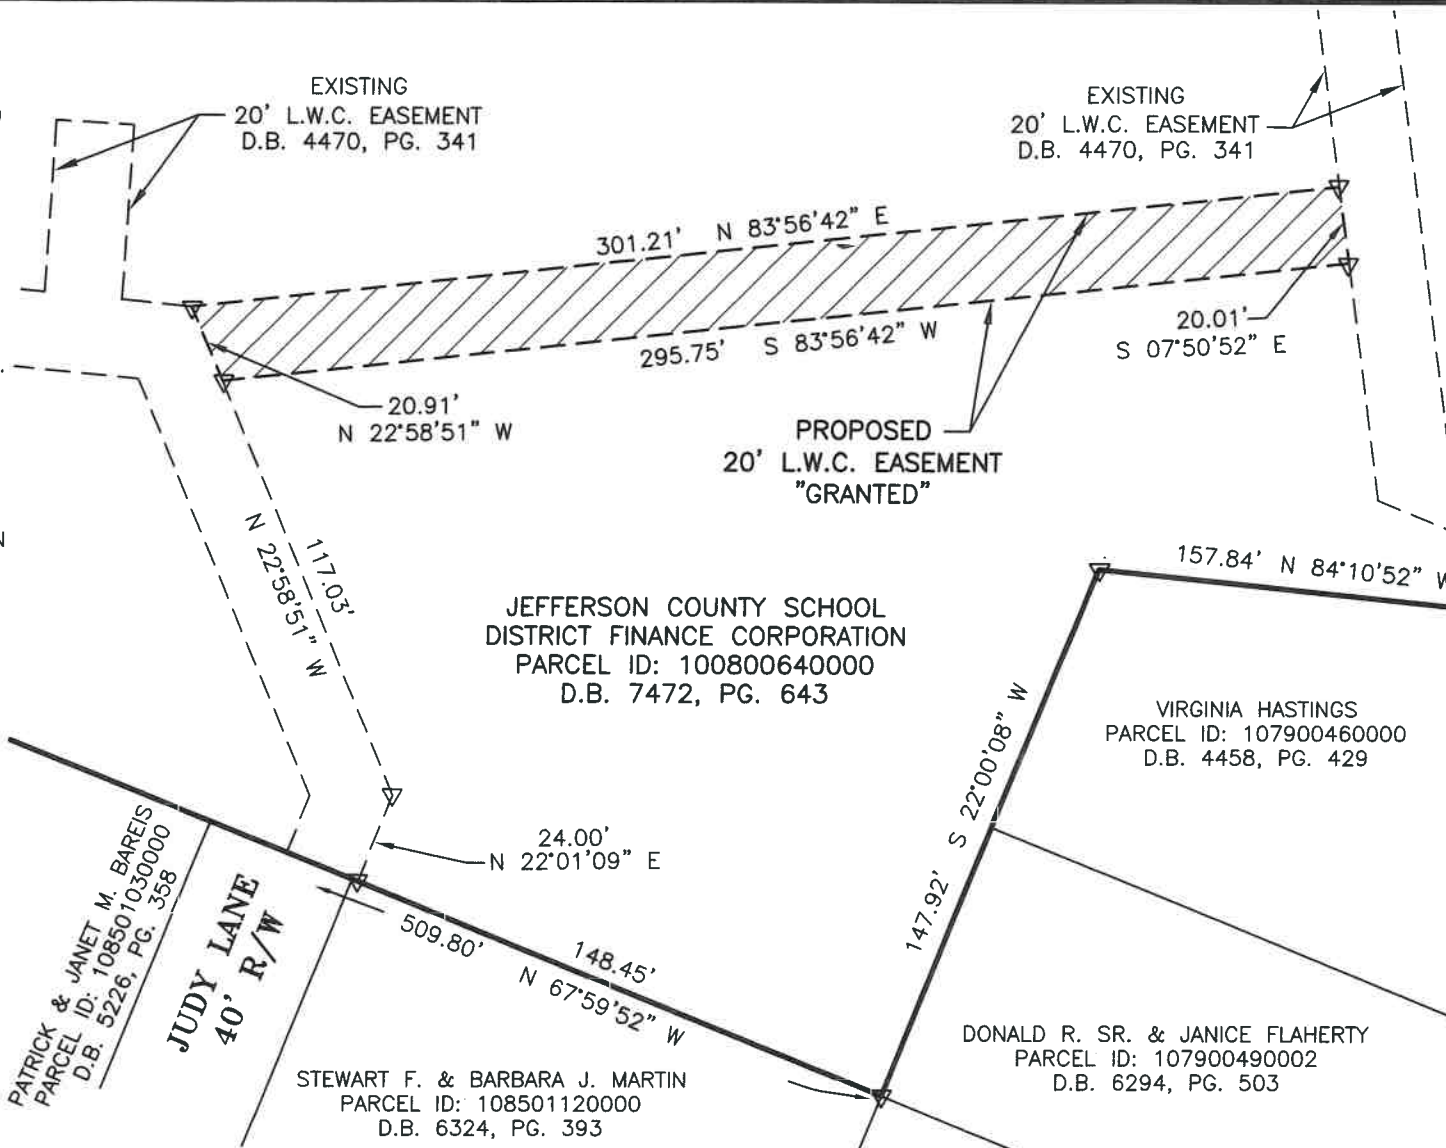 EXISTING
20' L.W.C. EASEMENT
D.B. 4470, PG. 341
EXISTING
20' L.W.C. EASEMENT
D.B. 4470, PG. 341
301.21' N 83°56'42" E
295.75' S 83°56'42" W
20.01'
S 07°50'52" E
20.91'
N 22°58'51" W
PROPOSED
20' L.W.C. EASEMENT
"GRANTED"
N
117.03'
N 22°58'51" W
157.84' N 84°10'52" W
JEFFERSON COUNTY SCHOOL
DISTRICT FINANCE CORPORATION
PARCEL ID: 100800640000
D.B. 7472, PG. 643
VIRGINIA HASTINGS
PARCEL ID: 107900460000
D.B. 4458, PG. 429
147.92' S 22°00'08" W
24.00'
N 22°01'09" E
PATRICK & JANET M. BAREIS
PARCEL ID: 108501030000
D.B. 5226, PG. 358
JUDY LANE
40' R/W
509.80'
148.45'
N 67°59'52" W
STEWART F. & BARBARA J. MARTIN
PARCEL ID: 108501120000
D.B. 6324, PG. 393
DONALD R. SR. & JANICE FLAHERTY
PARCEL ID: 107900490002
D.B. 6294, PG. 503